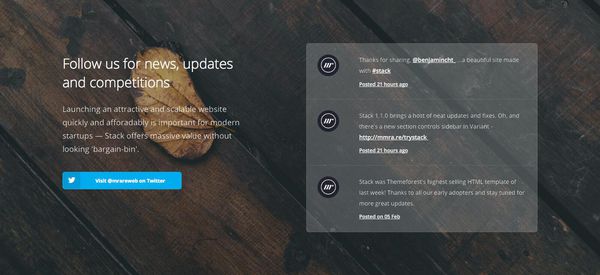 Follow us for news, updates
and competitions
Launching an attractive and scalable website
quickly and affordably is important for modern
startups — Stack offers massive value without
looking 'bargain-bin'.
Visit @mrareweb on Twitter
Thanks for sharing, @benjamincht_ ...a beautiful site made
with #stack
Posted 21 hours ago
Stack 1.1.0 brings a host of neat updates and fixes. Oh, and
there's a new section controls sidebar in Variant -
http://mmra.re/trystack
Posted 21 hours ago
Stack was Themeforest's highest selling HTML template of
last week! Thanks to all our early adopters and stay tuned for
more great updates.
Posted on 05 Feb